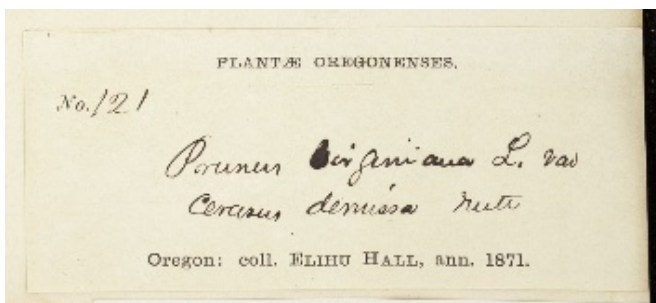 PLANTÆ OREGONENSES.
No. 121
Prunus virginiana L. var
Cerasus demissa Nutt
Oregon: coll. ELIHU HALL, ann. 1871.